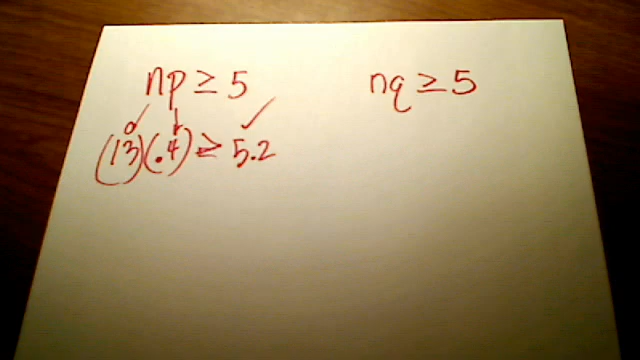 np ≥ 5 nq ≥ 5
(13)(.4) ≥ 5.2 ✓